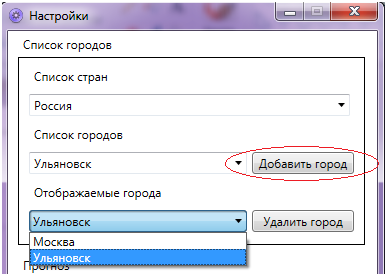 Настройки
Список городов
Список стран
Россия
Список городов
Ульяновск Добавить город
Отображаемые города
Ульяновск Удалить город
Москва
Ульяновск
Прогноз